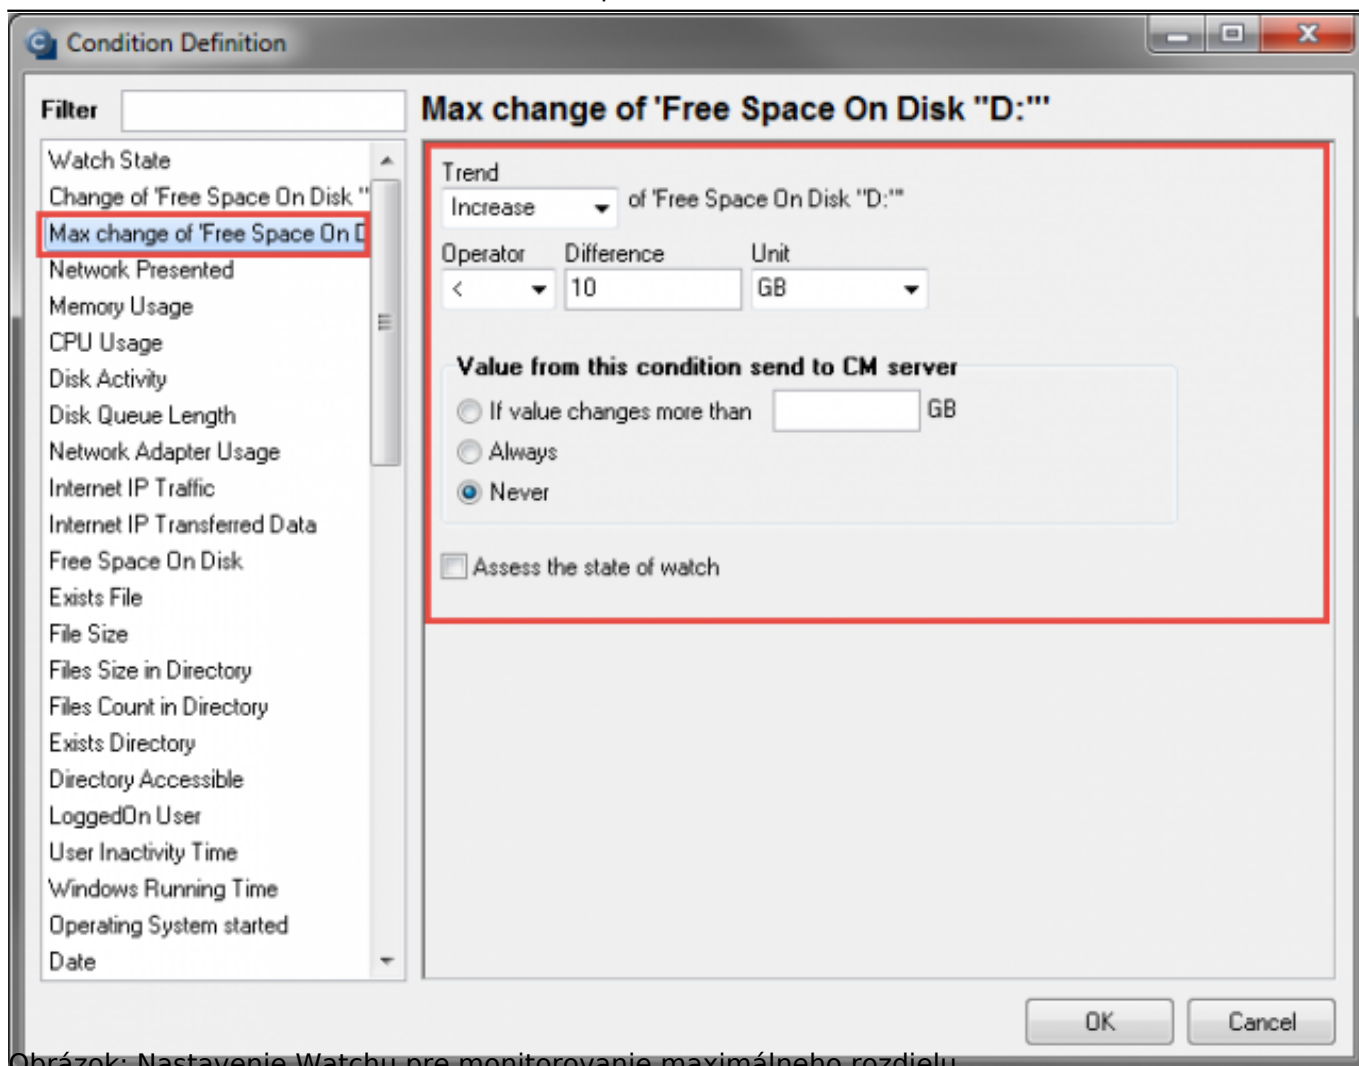 Condition Definition
Filter
Max change of 'Free Space On Disk "D:"'
Watch State
Change of 'Free Space On Disk "
Max change of 'Free Space On D
Network Presented
Memory Usage
CPU Usage
Disk Activity
Disk Queue Length
Network Adapter Usage
Internet IP Traffic
Internet IP Transferred Data
Free Space On Disk
Exists File
File Size
Files Size in Directory
Files Count in Directory
Exists Directory
Directory Accessible
LoggedOn User
User Inactivity Time
Windows Running Time
Operating System started
Date
Trend
Increase of 'Free Space On Disk "D:"'
Operator Difference Unit
< 10 GB
Value from this condition send to CM server
If value changes more than GB
Always
Never
Assess the state of watch
OK Cancel
Obrázok: Nastavenie Watchu pre monitorovanie maximálneho rozdielu